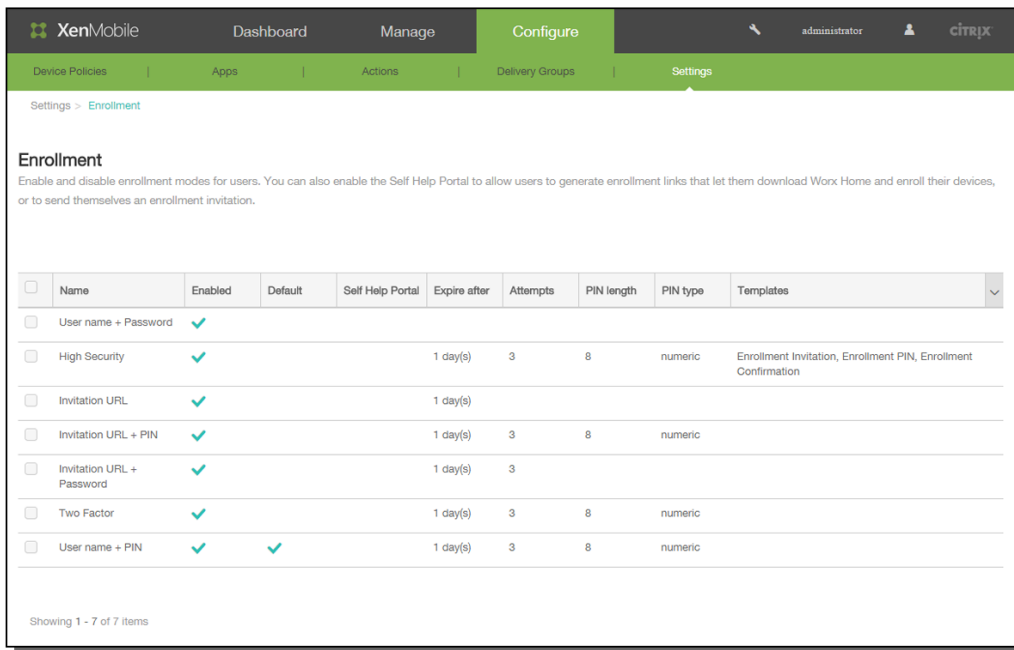 XenMobile Dashboard Manage Configure administrator CİTRIX
Device Policies | Apps | Actions | Delivery Groups | Settings
Settings > Enrollment
Enrollment
Enable and disable enrollment modes for users. You can also enable the Self Help Portal to allow users to generate enrollment links that let them download Worx Home and enroll their devices,
or to send themselves an enrollment invitation.
Name Enabled Default Self Help Portal Expire after Attempts PIN length PIN type Templates
User name + Password
High Security 1 day(s) 3 8 numeric Enrollment Invitation, Enrollment PIN, Enrollment
Confirmation
Invitation URL 1 day(s)
Invitation URL + PIN 1 day(s) 3 8 numeric
Invitation URL + 1 day(s) 3
Password
Two Factor 1 day(s) 3 8 numeric
User name + PIN 1 day(s) 3 8 numeric
Showing 1 - 7 of 7 items